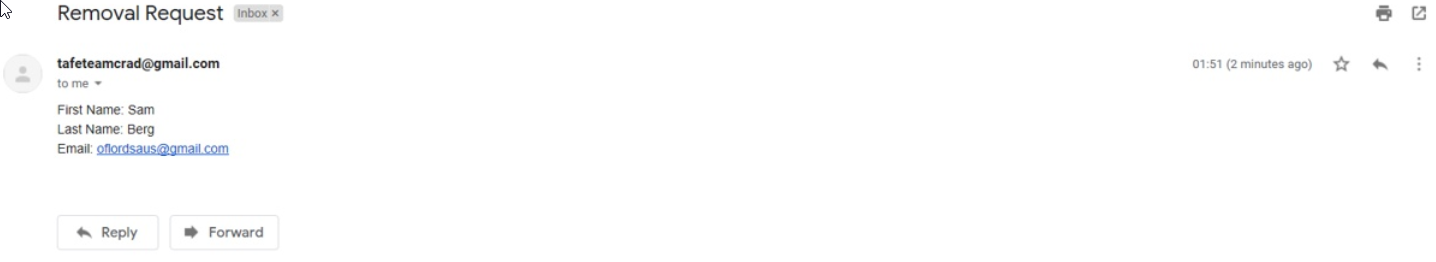 Removal Request Inbox ×
tafeteamcrad@gmail.com 01:51 (2 minutes ago)
to me
First Name: Sam
Last Name: Berg
Email: oflordsaus@gmail.com
Reply Forward